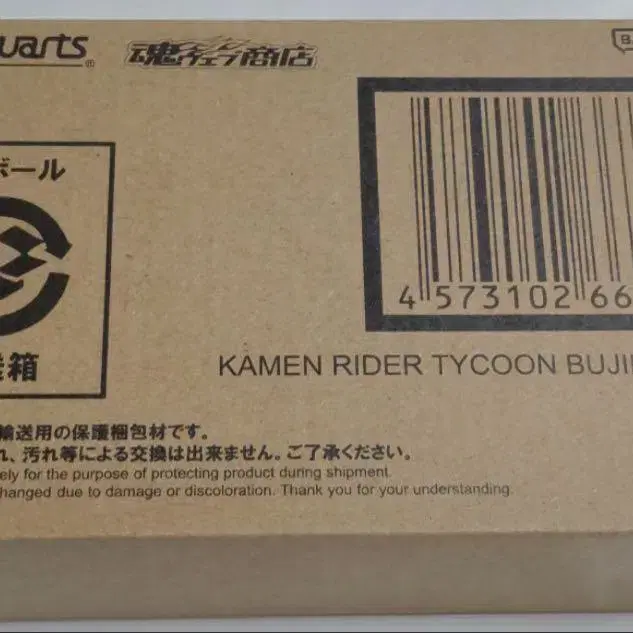 uarts ®
魂ウェブ商店
B
ボール
箱
4 573102 66
KAMEN RIDER TYCOON BUJI
輸送用の保護梱包材です。
れ、汚れ等による交換は出来ません。ご了承ください。
ely for the purpose of protecting product during shipment.
hanged due to damage or discoloration. Thank you for your understanding.